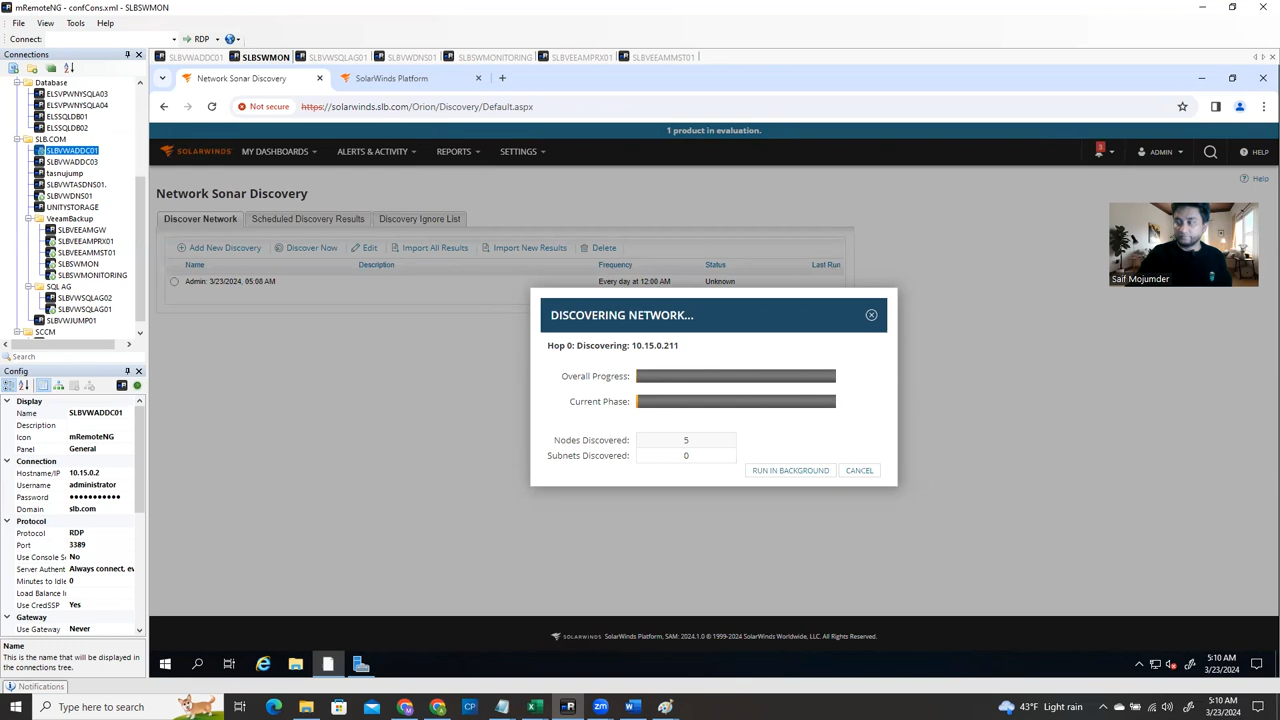 mRemoteNG - confCons.xml - SLBSWMON
File View Tools Help
Connect: RDP
Connections
Database
ELSVPWNYSQLA03
ELSVPWNYSQLA04
ELSSQLDB01
ELSSQLDB02
SLB.COM
SLBVWADDC01
SLBVWADDC03
tasnujump
SLBVWTASDNS01.
SLBVWDNS01
UNITYSTORAGE
VeeamBackup
SLBVEEAMGW
SLBVEEAMPRX01
SLBVEEAMMST01
SLBSWMON
SLBSWMONITORING
SQL AG
SLBVWSQLAG02
SLBVWSQLAG01
SLBVWJUMP01
SCCM
Search
Config
Display
Name SLBVWADDC01
Description
Icon mRemoteNG
Panel General
Connection
Hostname/IP 10.15.0.2
Username administrator
Password ●●●●●●●●●●●
Domain slb.com
Protocol
Protocol RDP
Port 3389
Use Console S No
Server Authent Always connect, ev
Minutes to Idle 0
Load Balance I
Use CredSSP Yes
Gateway
Use Gateway Never
Name
This is the name that will be displayed in
the connections tree.
Notifications
SLBVWADDC01 SLBSWMON SLBVWSQLAG01 SLBVWDNS01 SLBSWMONITORING SLBVEEAMPRX01 SLBVEEAMMST01
Network Sonar Discovery SolarWinds Platform
Not secure https://solarwinds.slb.com/Orion/Discovery/Default.aspx
1 product in evaluation.
SOLARWINDS MY DASHBOARDS ALERTS & ACTIVITY REPORTS SETTINGS 3 ADMIN HELP
Help
Network Sonar Discovery
Discover Network Scheduled Discovery Results Discovery Ignore List
Add New Discovery Discover Now Edit Import All Results Import New Results Delete
Name Description Frequency Status Last Run
Admin: 3/23/2024, 05:08 AM Every day at 12:00 AM Unknown
Saif Mojumder
DISCOVERING NETWORK...
Hop 0: Discovering: 10.15.0.211
Overall Progress:
Current Phase:
Nodes Discovered: 5
Subnets Discovered: 0
RUN IN BACKGROUND CANCEL
SOLARWINDS SolarWinds Platform, SAM: 2024.1.0 © 1999-2024 SolarWinds Worldwide, LLC. All Rights Reserved.
5:10 AM
3/23/2024
Type here to search
43°F Light rain
5:10 AM
3/23/2024